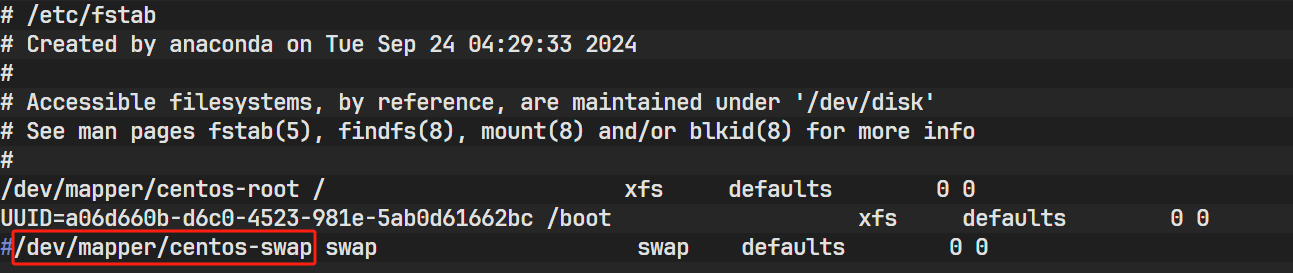 # /etc/fstab
# Created by anaconda on Tue Sep 24 04:29:33 2024
#
# Accessible filesystems, by reference, are maintained under '/dev/disk'
# See man pages fstab(5), findfs(8), mount(8) and/or blkid(8) for more info
#
/dev/mapper/centos-root /                       xfs     defaults        0 0
UUID=a06d660b-d6c0-4523-981e-5ab0d61662bc /boot                   xfs     defaults        0 0
#/dev/mapper/centos-swap swap                    swap    defaults        0 0